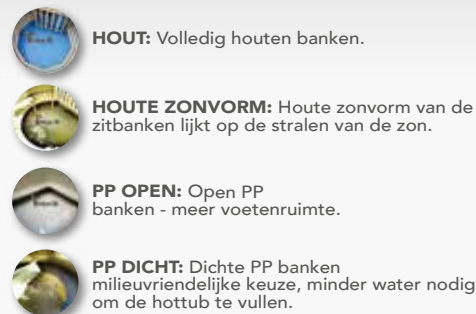 HOUT: Volledig houten banken.
HOUTE ZONVORM: Houte zonvorm van de
zitbanken lijkt op de stralen van de zon.
PP OPEN: Open PP
banken - meer voetenruimte.
PP DICHT: Dichte PP banken
milieuvriendelijke keuze, minder water nodig
om de hottub te vullen.